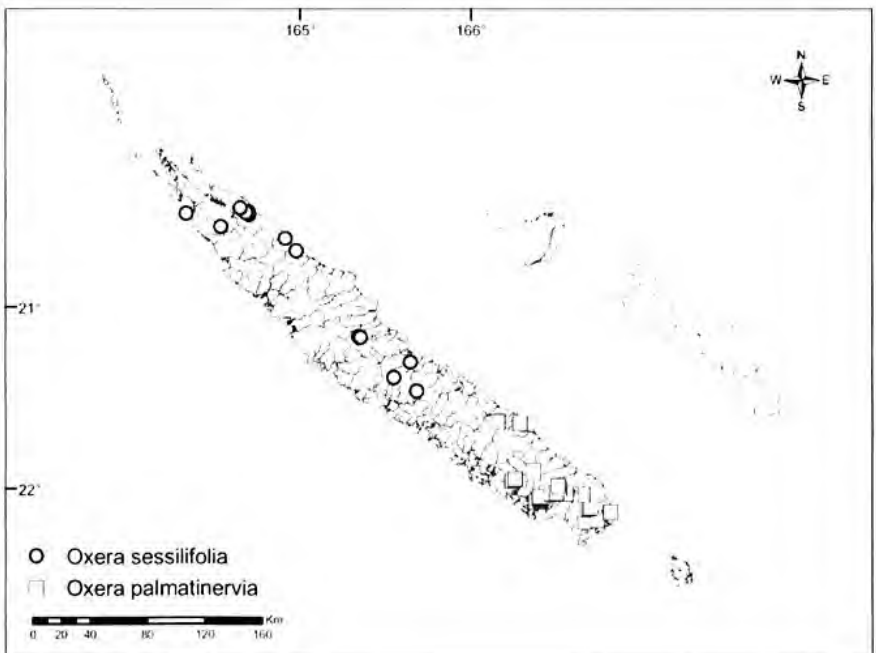 165° 166°
N
W E
S
21°
22°
Oxera sessilifolia
Oxera palmatinervia
Km
0 20 40 80 120 160